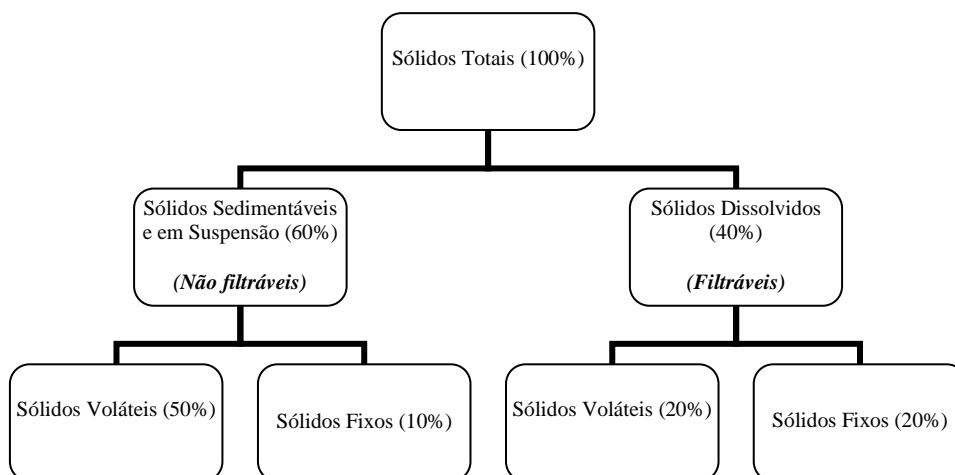 Sólidos Totais (100%)
Sólidos Sedimentáveis
e em Suspensão (60%)
(Não filtráveis)
Sólidos Dissolvidos
(40%)
(Filtráveis)
Sólidos Voláteis (50%)
Sólidos Fixos (10%)
Sólidos Voláteis (20%)
Sólidos Fixos (20%)